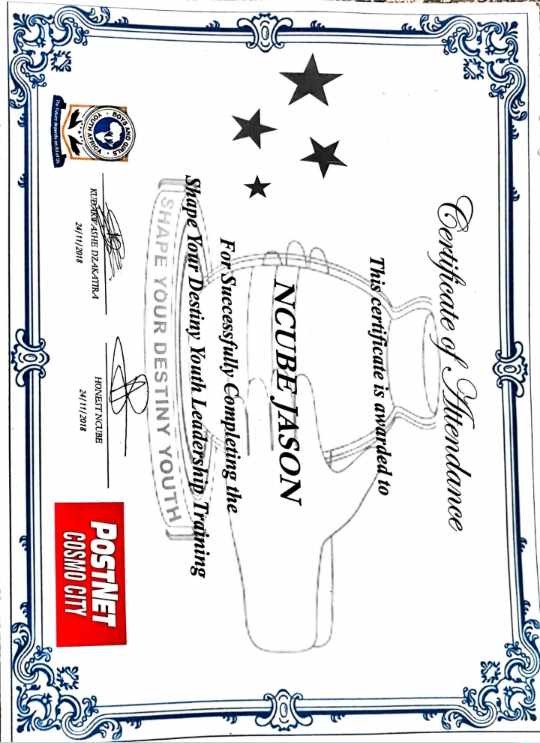 Certificate of Attendance
This certificate is awarded to
NCUBE JASON
For Successfully Completing the
Shape Your Destiny Youth Leadership Training
SHAPE YOUR DESTINY YOUTH
BOYS AND GIRLS
YOUTH AFRICA
The Future depends on All of Us
KUDAKWASHE DZAKATIRA
24/11/2018
HONEST NCUBE
24/11/2018
POSTNET
COSMO CITY